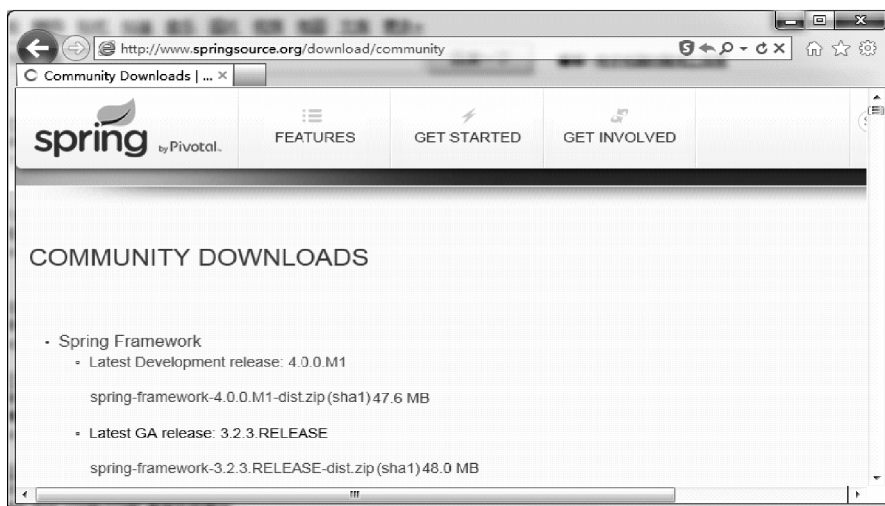 http://www.springsource.org/download/community
Community Downloads | ... ×
spring by Pivotal.
FEATURES
GET STARTED
GET INVOLVED
COMMUNITY DOWNLOADS
Spring Framework
Latest Development release: 4.0.0.M1
spring-framework-4.0.0.M1-dist.zip (sha1) 47.6 MB
Latest GA release: 3.2.3.RELEASE
spring-framework-3.2.3.RELEASE-dist.zip (sha1) 48.0 MB